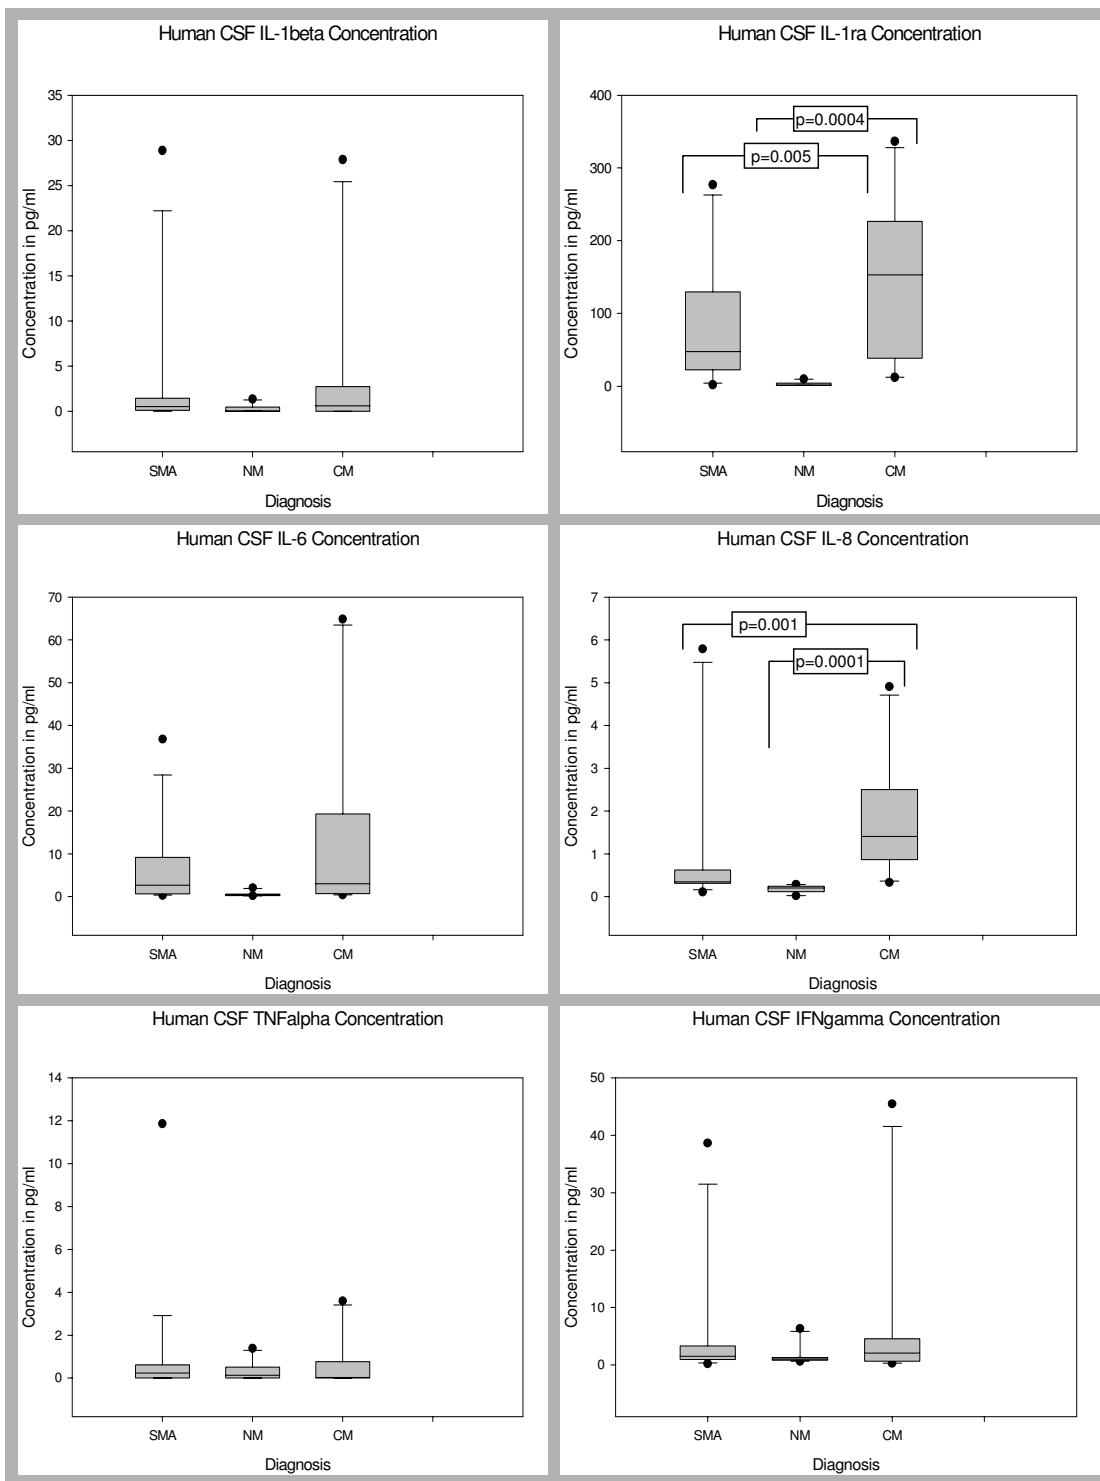 Human CSF IL-1beta Concentration
35
30
25
20
15
10
5
0
Concentration in pg/ml
SMA NM CM
Diagnosis
Human CSF IL-1ra Concentration
400
300
200
100
0
Concentration in pg/ml
p=0.0004
p=0.005
SMA NM CM
Diagnosis
Human CSF IL-6 Concentration
70
60
50
40
30
20
10
0
Concentration in pg/ml
SMA NM CM
Diagnosis
Human CSF IL-8 Concentration
7
6
5
4
3
2
1
0
Concentration in pg/ml
p=0.001
p=0.0001
SMA NM CM
Diagnosis
Human CSF TNFalpha Concentration
14
12
10
8
6
4
2
0
Concentration in pg/ml
SMA NM CM
Diagnosis
Human CSF IFNgamma Concentration
50
40
30
20
10
0
Concentration in pg/ml
SMA NM CM
Diagnosis